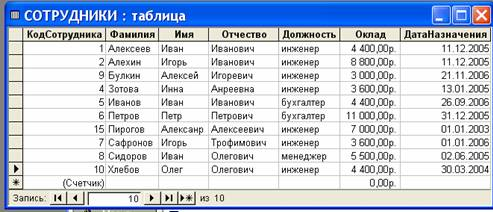 СОТРУДНИКИ : таблица
КодСотрудника Фамилия Имя Отчество Должность Оклад ДатаНазначения
1 Алексеев Иван Иванович инженер 4 400,00р. 11.12.2005
2 Алехин Игорь Иванович инженер 8 800,00р. 11.12.2005
9 Булкин Алексей Игоревич инженер 3 000,00р. 21.11.2006
4 Зотова Инна Анреевна инженер 3 600,00р. 13.01.2005
5 Иванов Иван Иванович бухгалтер 4 400,00р. 26.09.2006
6 Петров Петр Петрович бухгалтер 11 000,00р. 31.12.2005
15 Пирогов Алексанр Алексеевич инженер 7 000,00р. 01.01.2003
7 Сафронов Игорь Трофимович инженер 3 600,00р. 01.01.2006
8 Сидоров Иван Олегович менеджер 5 500,00р. 02.06.2005
10 Хлебов Олег Олегович инженер 4 400,00р. 30.03.2004
(Счетчик) 0,00р.
Запись: 10 из 10